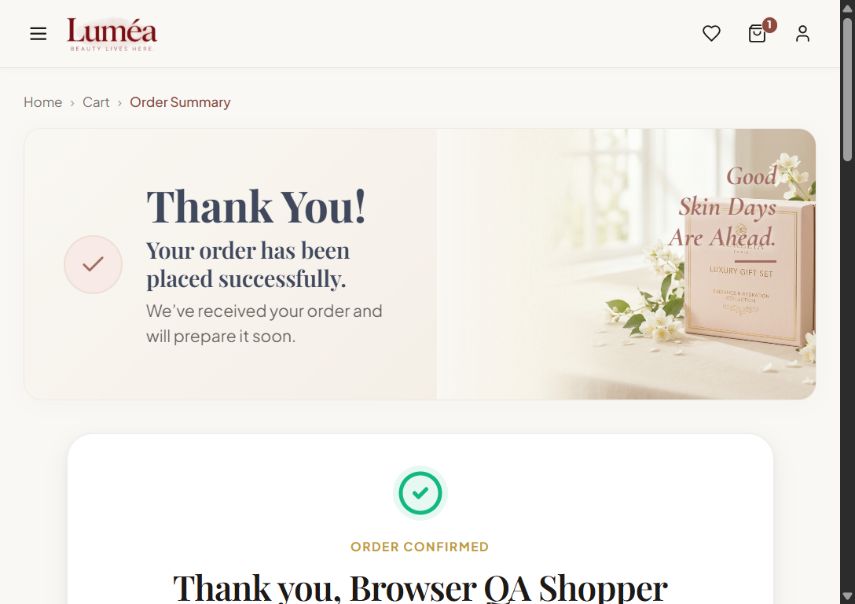 Luméa
BEAUTY LIVES HERE.
1
Home › Cart › Order Summary
Thank You!
Your order has been
placed successfully.
We've received your order and
will prepare it soon.
Good
Skin Days
Are Ahead.
LUXURY GIFT SET
ORDER CONFIRMED
Thank you, Browser QA Shopper